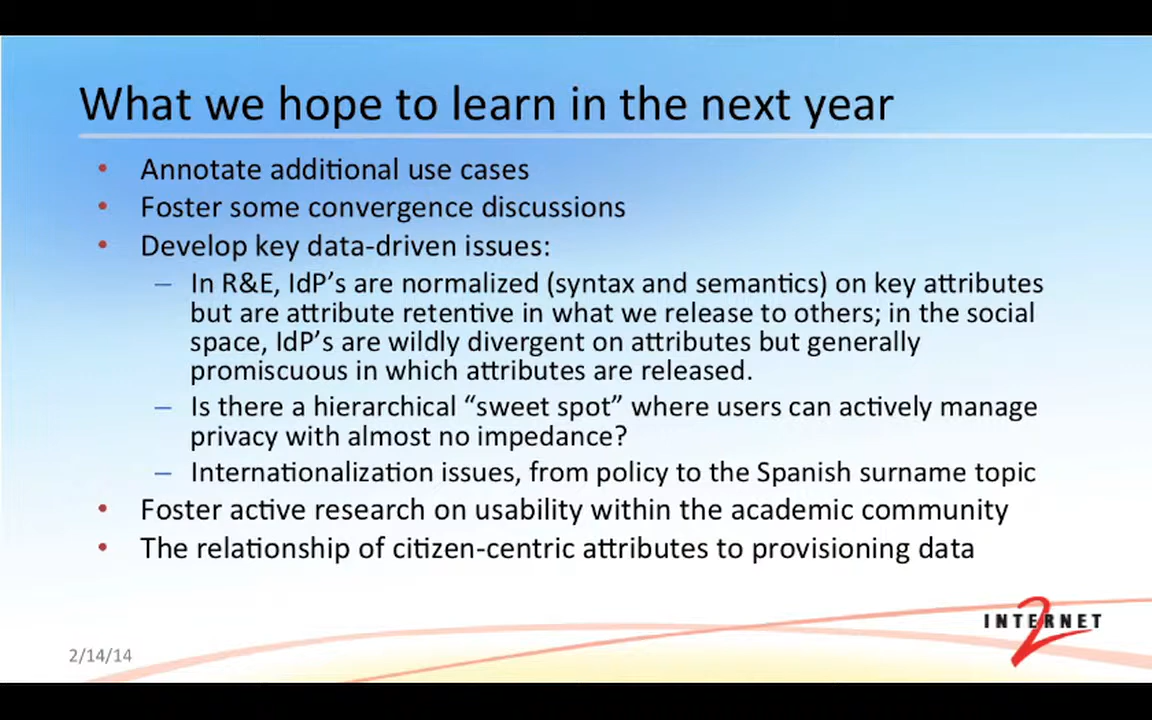 What we hope to learn in the next year
• Annotate additional use cases
• Foster some convergence discussions
• Develop key data-driven issues:
– In R&E, IdP's are normalized (syntax and semantics) on key attributes
but are attribute retentive in what we release to others; in the social
space, IdP's are wildly divergent on attributes but generally
promiscuous in which attributes are released.
– Is there a hierarchical "sweet spot" where users can actively manage
privacy with almost no impedance?
– Internationalization issues, from policy to the Spanish surname topic
• Foster active research on usability within the academic community
• The relationship of citizen-centric attributes to provisioning data
INTERNET
2
2/14/14